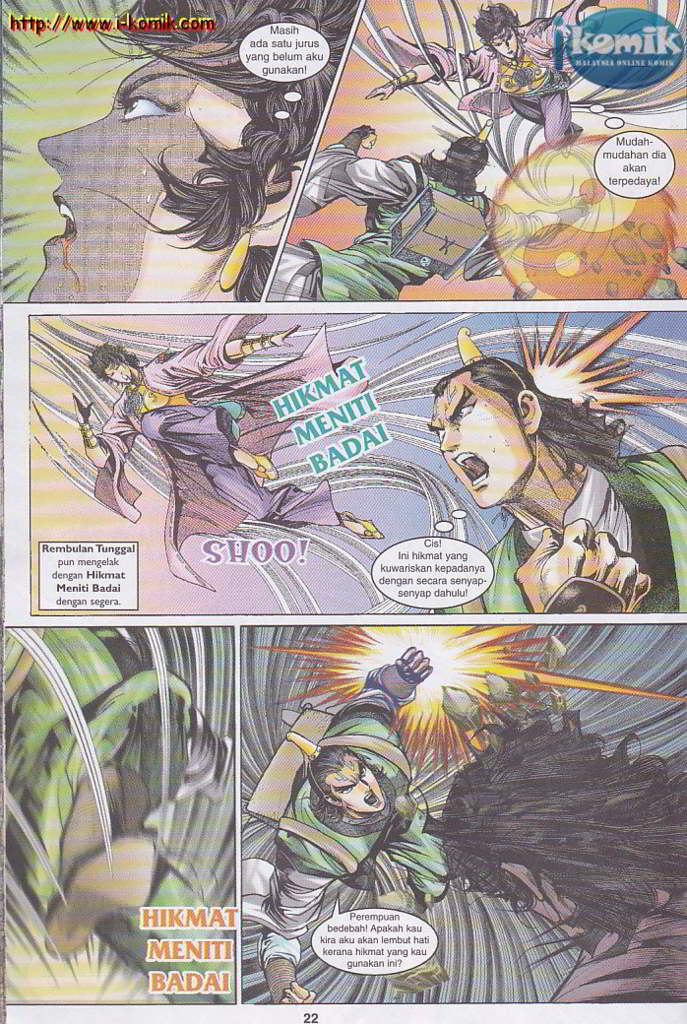 http://www.i-komik.com
Masih
ada satu jurus
yang belum aku
gunakan!
ikomik
MALAYSIA ONLINE KOMIK
Mudah-
mudahan dia
akan
terpedaya!
HIKMAT
MENITI
BADAI
SHOO!
Rembulan Tunggal
pun mengelak
dengan Hikmat
Meniti Badai
dengan segera.
Cis!
Ini hikmat yang
kuwariskan kepadanya
dengan secara senyap-
senyap dahulu!
HIKMAT
MENITI
BADAI
Perempuan
bedebah! Apakah kau
kira aku akan lembut hati
kerana hikmat yang kau
gunakan ini?
22